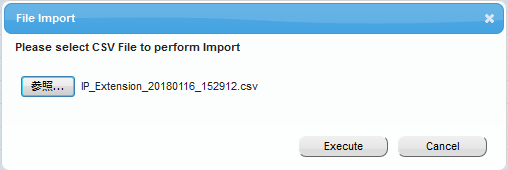 File Import
Please select CSV File to perform Import
参照... IP_Extension_20180116_152912.csv
Execute Cancel